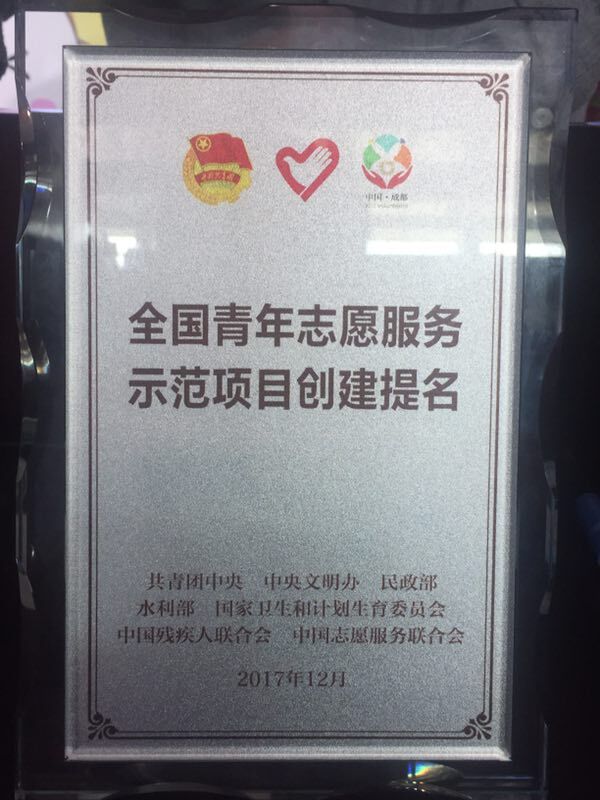 中国·成都
全国青年志愿服务
示范项目创建提名
共青团中央 中央文明办 民政部
水利部 国家卫生和计划生育委员会
中国残疾人联合会 中国志愿服务联合会
2017年12月